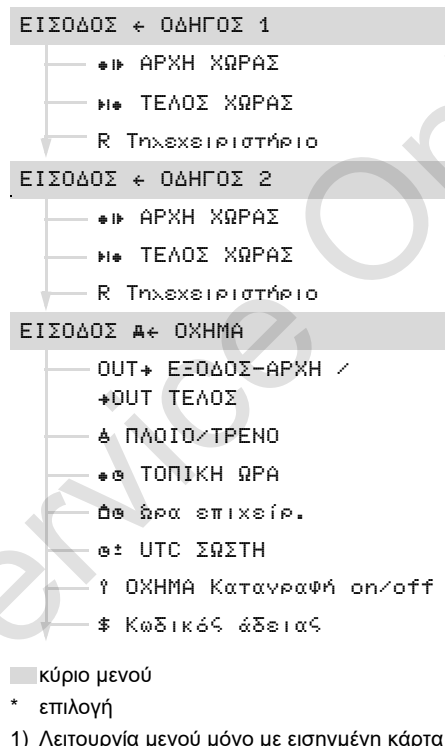 ΕΙΣΟΔΟΣ ← ΟΔΗΓΟΣ 1
ΑΡΧΗ ΧΩΡΑΣ
ΤΕΛΟΣ ΧΩΡΑΣ
R Τηλεχειριστήριο
ΕΙΣΟΔΟΣ ← ΟΔΗΓΟΣ 2
ΑΡΧΗ ΧΩΡΑΣ
ΤΕΛΟΣ ΧΩΡΑΣ
R Τηλεχειριστήριο
ΕΙΣΟΔΟΣ ← ΟΧΗΜΑ
OUT→ ΕΞΟΔΟΣ-ΑΡΧΗ /
→OUT ΤΕΛΟΣ
ΠΛΟΙΟ/ΤΡΕΝΟ
ΤΟΠΙΚΗ ΩΡΑ
Ώρα επιχείρ.
± UTC ΣΩΣΤΗ
ΟΧΗΜΑ Καταγραφή on/off
$ Κωδικός άδειας
κύριο μενού
* επιλογή
1) Λειτουργία μενού μόνο με εισηγμένη κάρτα
Service On